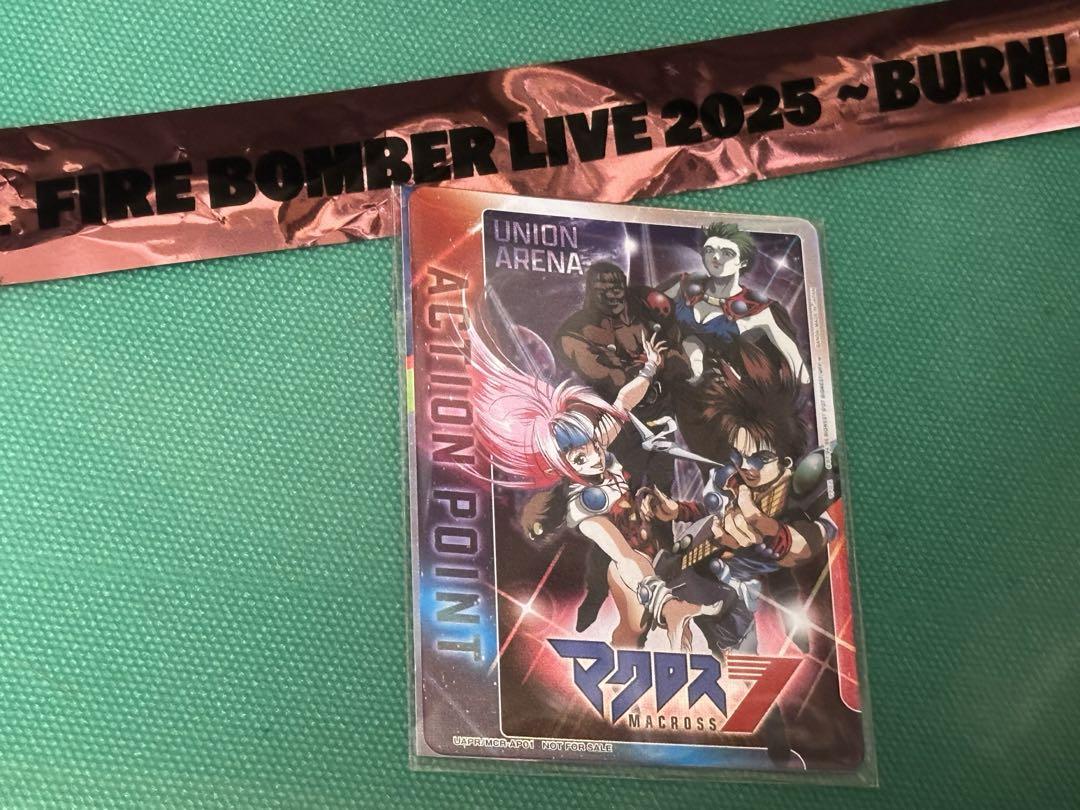 FIRE BOMBER LIVE 2025 ~BURN!
UNION
ARENA
ACTION POINT
マクロス7
MACROSS
UAPR/MCR-AP01 NOT FOR SALE